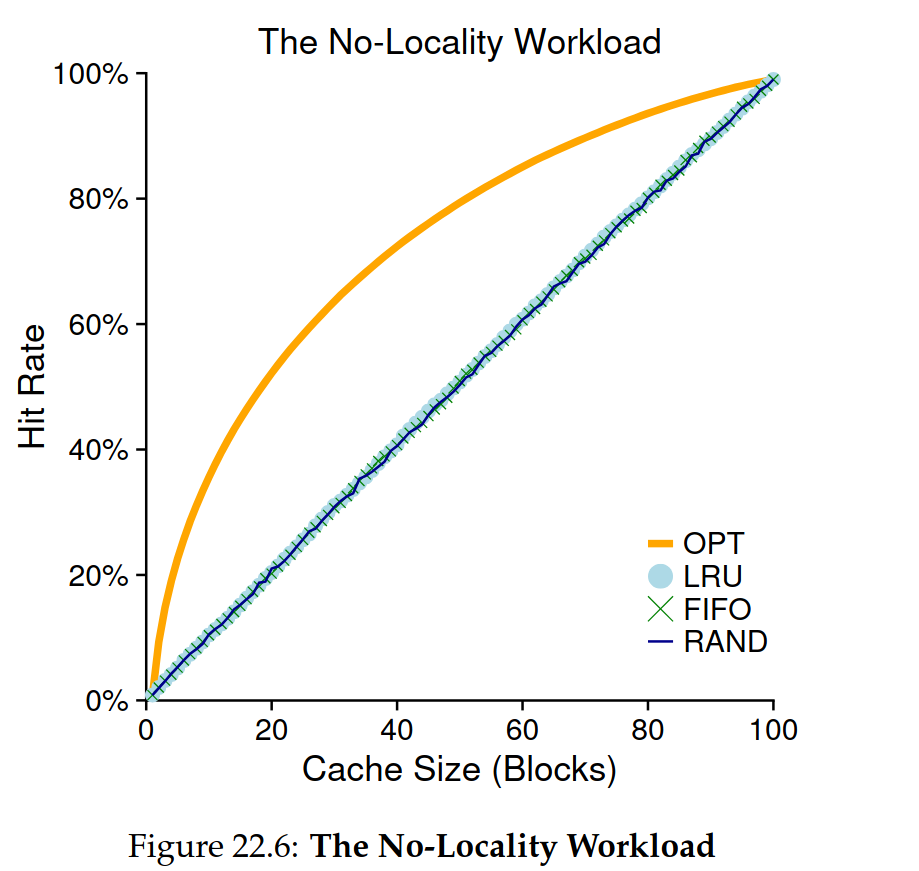 The No-Locality Workload
100%
80%
60%
40%
20%
0%
Hit Rate
OPT
LRU
FIFO
RAND
0 20 40 60 80 100
Cache Size (Blocks)
Figure 22.6: The No-Locality Workload